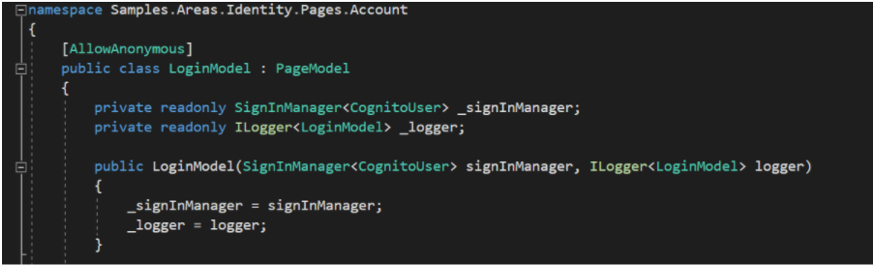 namespace Samples.Areas.Identity.Pages.Account
{
    [AllowAnonymous]
    public class LoginModel : PageModel
    {
        private readonly SignInManager<CognitoUser> _signInManager;
        private readonly ILogger<LoginModel> _logger;

        public LoginModel(SignInManager<CognitoUser> signInManager, ILogger<LoginModel> logger)
        {
            _signInManager = signInManager;
            _logger = logger;
        }